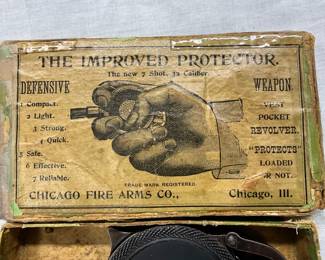 THE IMPROVED PROTECTOR.
The new 7 Shot, 32 Caliber
DEFENSIVE
1 Compact.
2 Light.
3 Strong.
4 Quick.
5 Safe.
6 Effective.
7 Reliable.
WEAPON.
VEST
POCKET
REVOLVER.
"PROTECTS"
LOADED
OR NOT.
TRADE MARK REGISTERED.
CHICAGO FIRE ARMS CO.,
Chicago, Ill.